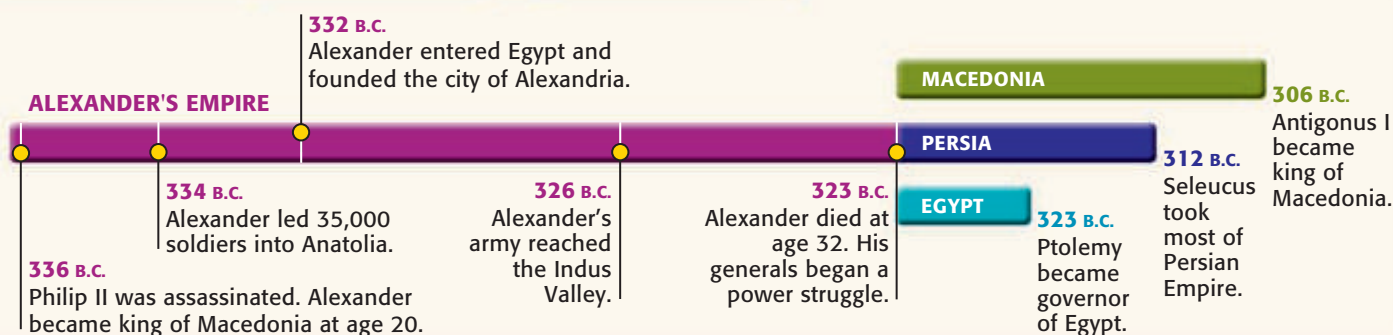 332 B.C.
Alexander entered Egypt and
founded the city of Alexandria.
ALEXANDER'S EMPIRE
334 B.C.
Alexander led 35,000
soldiers into Anatolia.
336 B.C.
Philip II was assassinated. Alexander
became king of Macedonia at age 20.
326 B.C.
Alexander's
army reached
the Indus
Valley.
323 B.C.
Alexander died at
age 32. His
generals began a
power struggle.
MACEDONIA
306 B.C.
Antigonus I
became
king of
Macedonia.
PERSIA
312 B.C.
Seleucus
took
most of
Persian
Empire.
EGYPT
323 B.C.
Ptolemy
became
governor
of Egypt.